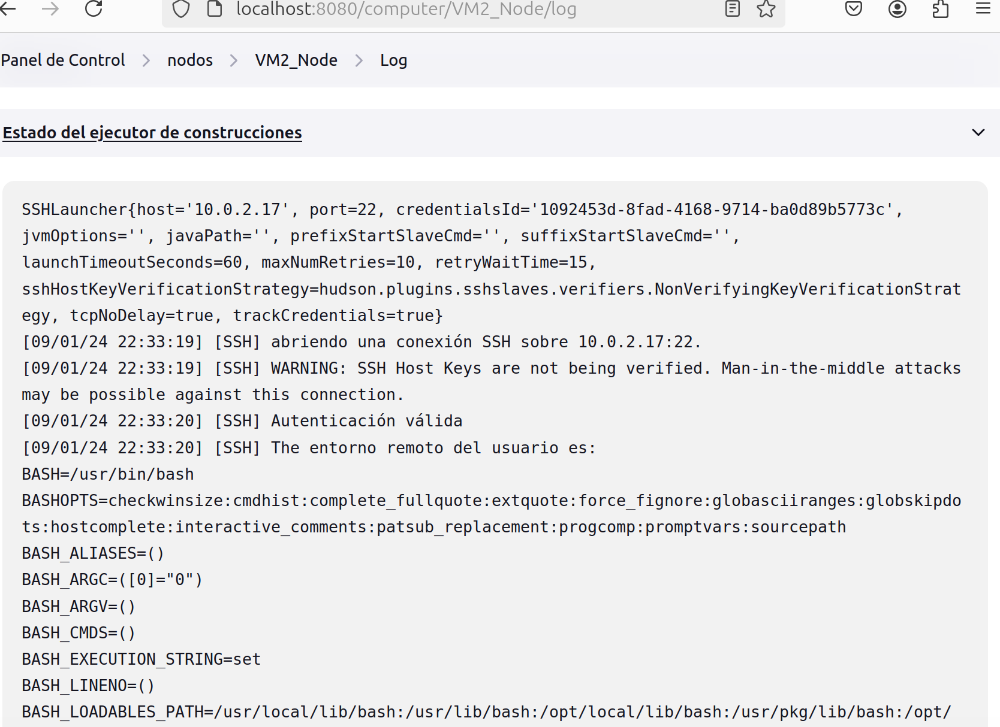 localhost:8080/computer/VM2_Node/log
Panel de Control > nodos > VM2_Node > Log
Estado del ejecutor de construcciones
SSHLauncher{host='10.0.2.17', port=22, credentialsId='1092453d-8fad-4168-9714-ba0d89b5773c',
jvmOptions='', javaPath='', prefixStartSlaveCmd='', suffixStartSlaveCmd='',
launchTimeoutSeconds=60, maxNumRetries=10, retryWaitTime=15,
sshHostKeyVerificationStrategy=hudson.plugins.sshslaves.verifiers.NonVerifyingKeyVerificationStrat
egy, tcpNoDelay=true, trackCredentials=true}
[09/01/24 22:33:19] [SSH] abriendo una conexión SSH sobre 10.0.2.17:22.
[09/01/24 22:33:19] [SSH] WARNING: SSH Host Keys are not being verified. Man-in-the-middle attacks
may be possible against this connection.
[09/01/24 22:33:20] [SSH] Autenticación válida
[09/01/24 22:33:20] [SSH] The entorno remoto del usuario es:
BASH=/usr/bin/bash
BASHOPTS=checkwinsize:cmdhist:complete_fullquote:extquote:force_fignore:globasciiranges:globskipdo
ts:hostcomplete:interactive_comments:patsub_replacement:progcomp:promptvars:sourcepath
BASH_ALIASES=()
BASH_ARGC=([0]="0")
BASH_ARGV=()
BASH_CMDS=()
BASH_EXECUTION_STRING=set
BASH_LINENO=()
BASH_LOADABLES_PATH=/usr/local/lib/bash:/usr/lib/bash:/opt/local/lib/bash:/usr/pkg/lib/bash:/opt/